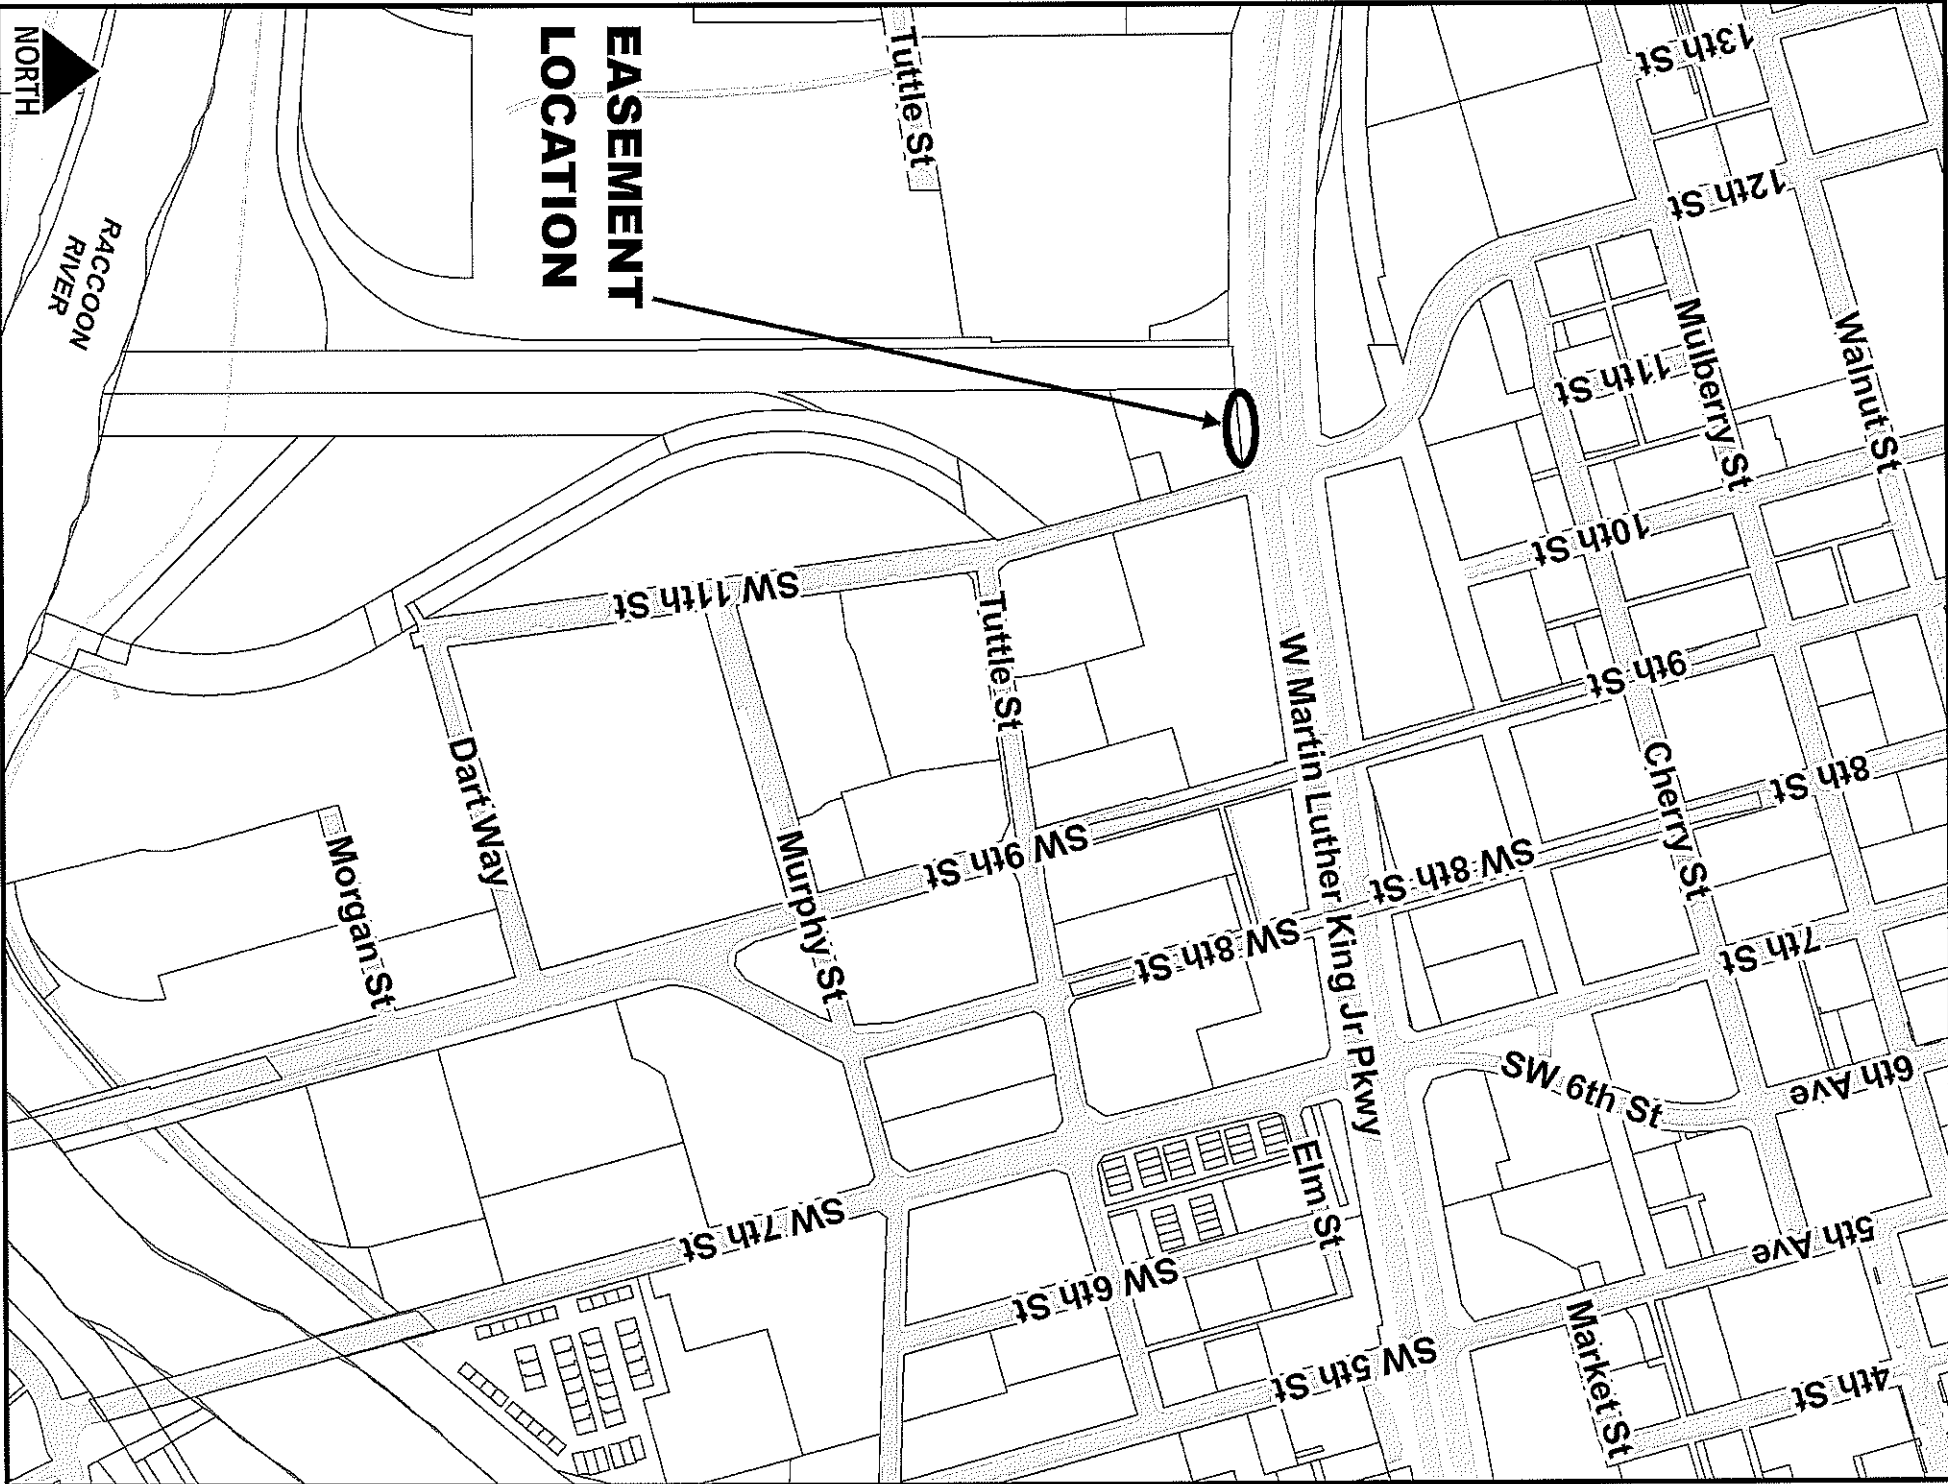 NORTH
EASEMENT
LOCATION
RACCOON
RIVER
Tuttle St
13th St
12th St
Walnut St
Mulberry St
11th St
10th St
9th St
Cherry St
8th St
7th St
6th Ave
5th Ave
4th St
Market St
SW 6th St
SW 8th St
W Martin Luther King Jr Pkwy
SW 8th St
SW 11th St
Tuttle St
SW 9th St
Dart Way
Murphy St
Morgan St
Elm St
SW 7th St
SW 6th St
SW 5th St